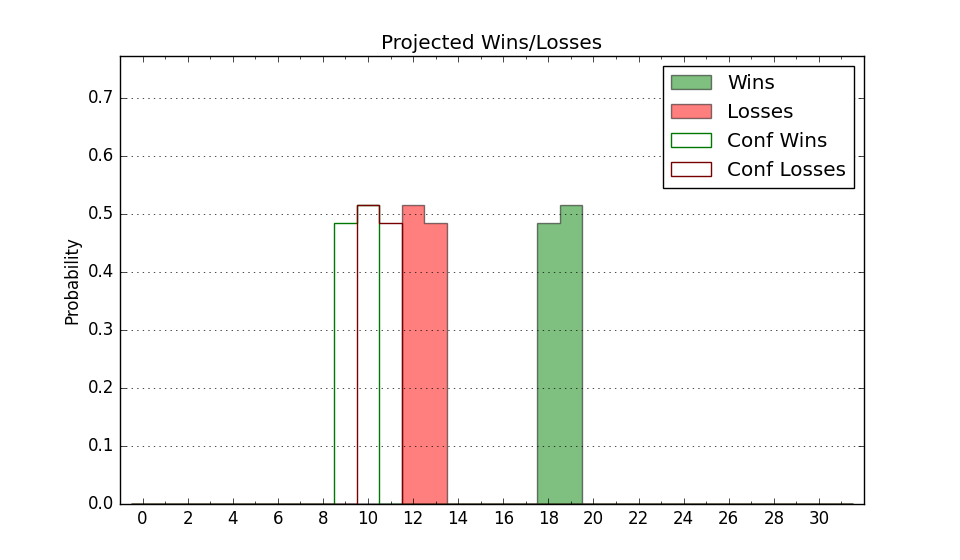 Projected Wins/Losses
Wins
Losses
Conf Wins
Conf Losses
Probability
0.7
0.6
0.5
0.4
0.3
0.2
0.1
0.0
0 2 4 6 8 10 12 14 16 18 20 22 24 26 28 30